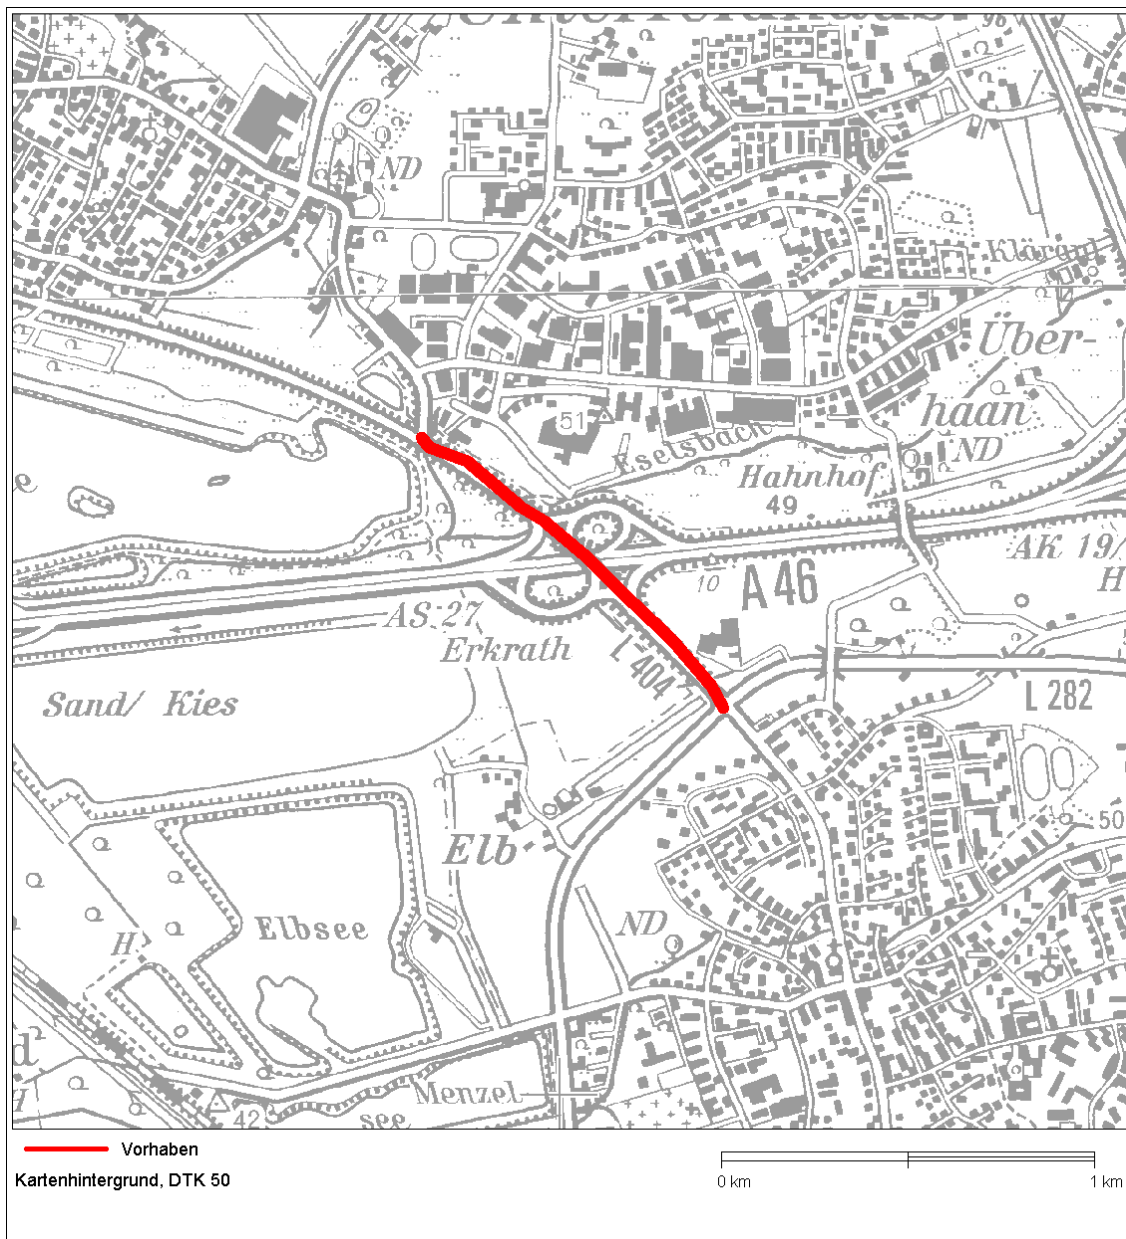 ND
Kläranl
Über-
haan
ND
51
Eselsbach
Hahnhof
49
AK 19/
H
10
A 46
AS 27
Erkrath
L 404
Sand/ Kies
L 282
Elb
50
Elbsee
ND
H
d
H
42
Menzel-
see
Vorhaben
Kartenhintergrund, DTK 50
0 km
1 km